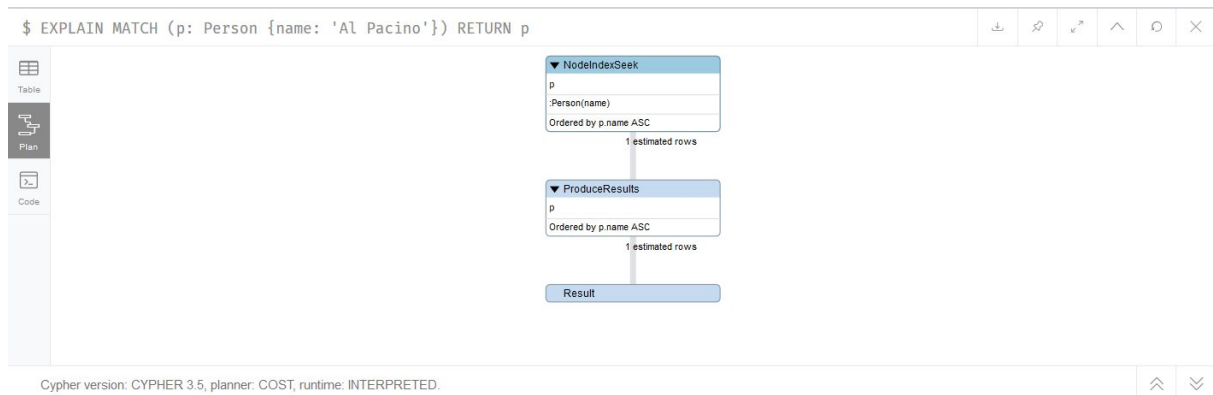 $ EXPLAIN MATCH (p: Person {name: 'Al Pacino'}) RETURN p
Table
Plan
Code
NodeIndexSeek
p
:Person(name)
Ordered by p.name ASC
1 estimated rows
ProduceResults
p
Ordered by p.name ASC
1 estimated rows
Result
Cypher version: CYPHER 3.5, planner: COST, runtime: INTERPRETED.